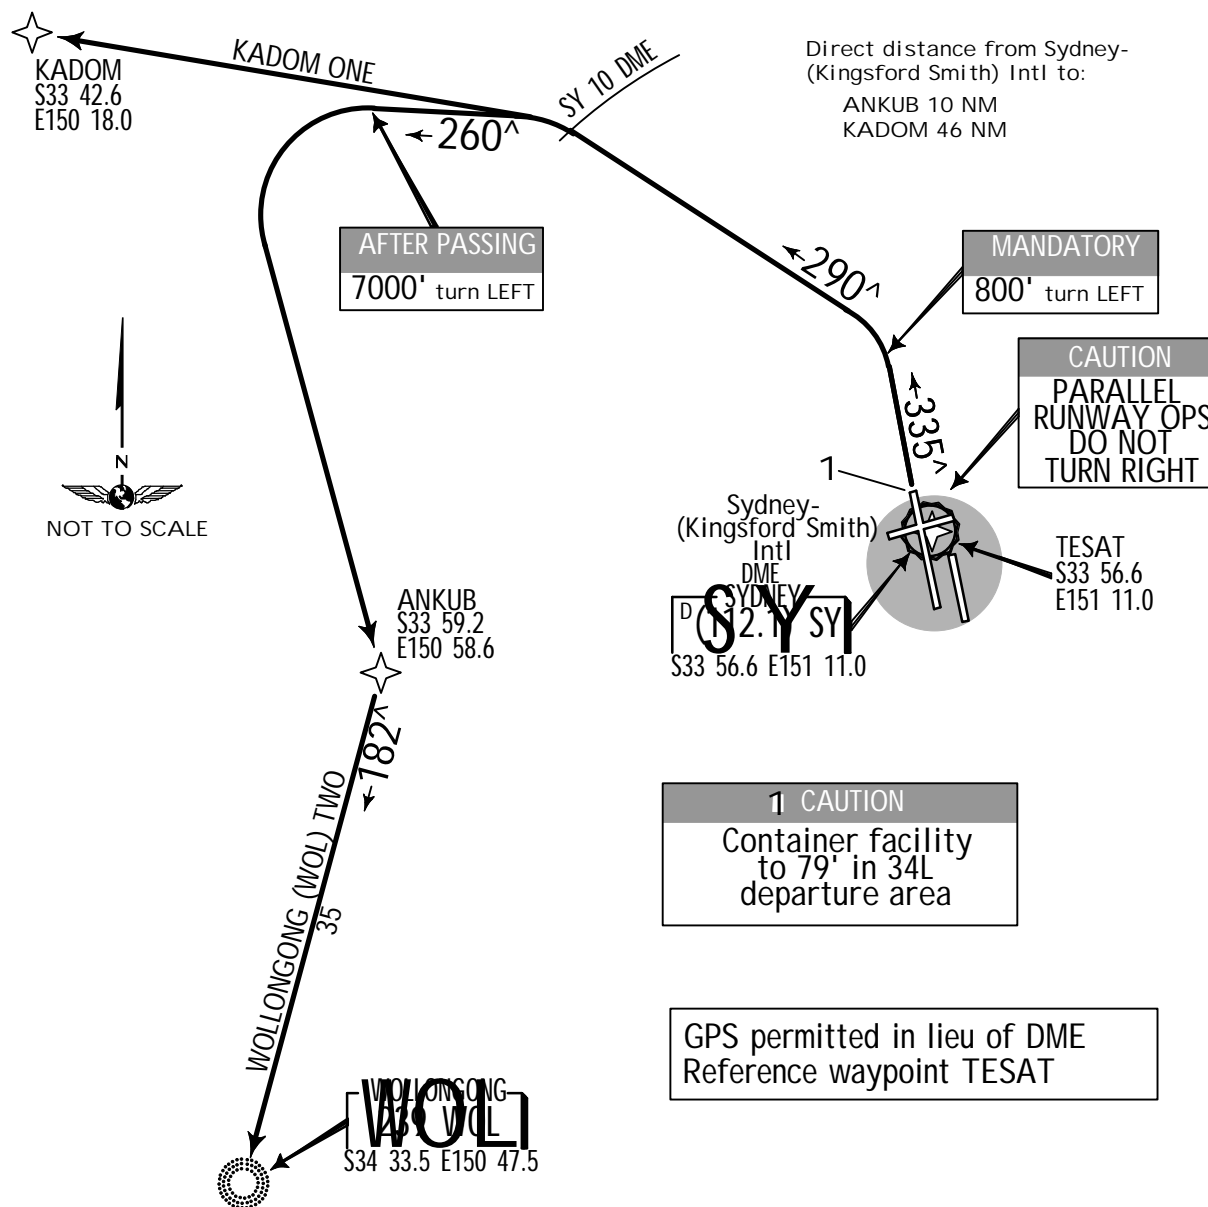 KADOM
S33 42.6
E150 18.0
KADOM ONE
SY 10 DME
Direct distance from Sydney-
(Kingsford Smith) Intl to:
ANKUB 10 NM
KADOM 46 NM
260^
AFTER PASSING
7000' turn LEFT
290^
MANDATORY
800' turn LEFT
335^
CAUTION
PARALLEL
RUNWAY OPS
DO NOT
TURN RIGHT
N
NOT TO SCALE
1
Sydney-
(Kingsford Smith)
Intl
DME
SYDNEY
D (112.1) SY
SY
S33 56.6 E151 11.0
TESAT
S33 56.6
E151 11.0
ANKUB
S33 59.2
E150 58.6
182^
WOLLONGONG (WOL) TWO
35
1 CAUTION
Container facility
to 79' in 34L
departure area
GPS permitted in lieu of DME
Reference waypoint TESAT
WOLLONGONG
239 WOL
WOL
S34 33.5 E150 47.5